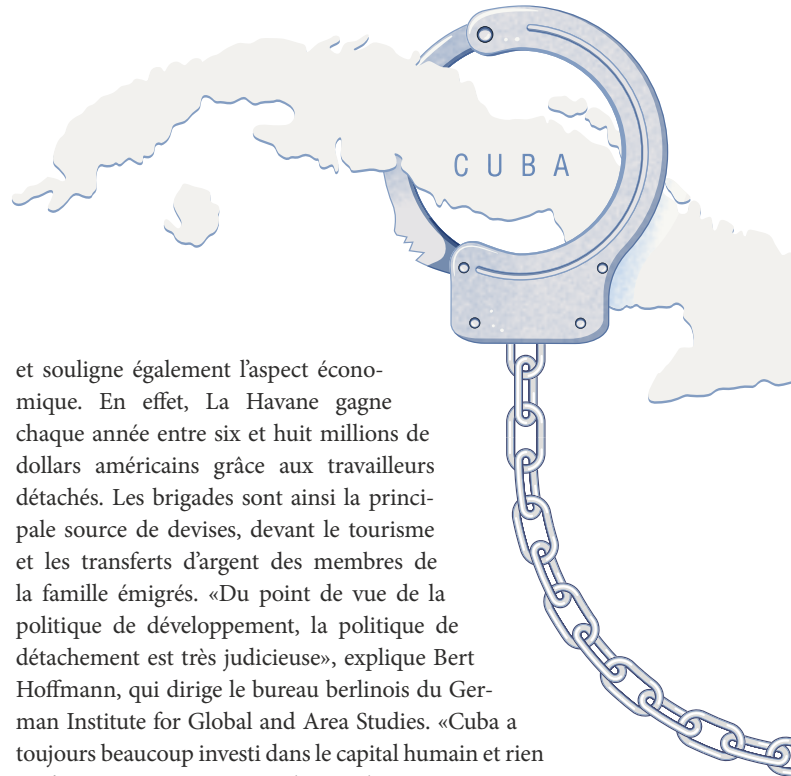 CUBA
et souligne également l’aspect écono-
mique. En effet, La Havane gagne
chaque année entre six et huit millions de
dollars américains grâce aux travailleurs
détachés. Les brigades sont ainsi la princi-
pale source de devises, devant le tourisme
et les transferts d’argent des membres de
la famille émigrés. «Du point de vue de la
politique de développement, la politique de
détachement est très judicieuse», explique Bert
Hoffmann, qui dirige le bureau berlinois du Ger-
man Institute for Global and Area Studies. «Cuba a
toujours beaucoup investi dans le capital humain et rien